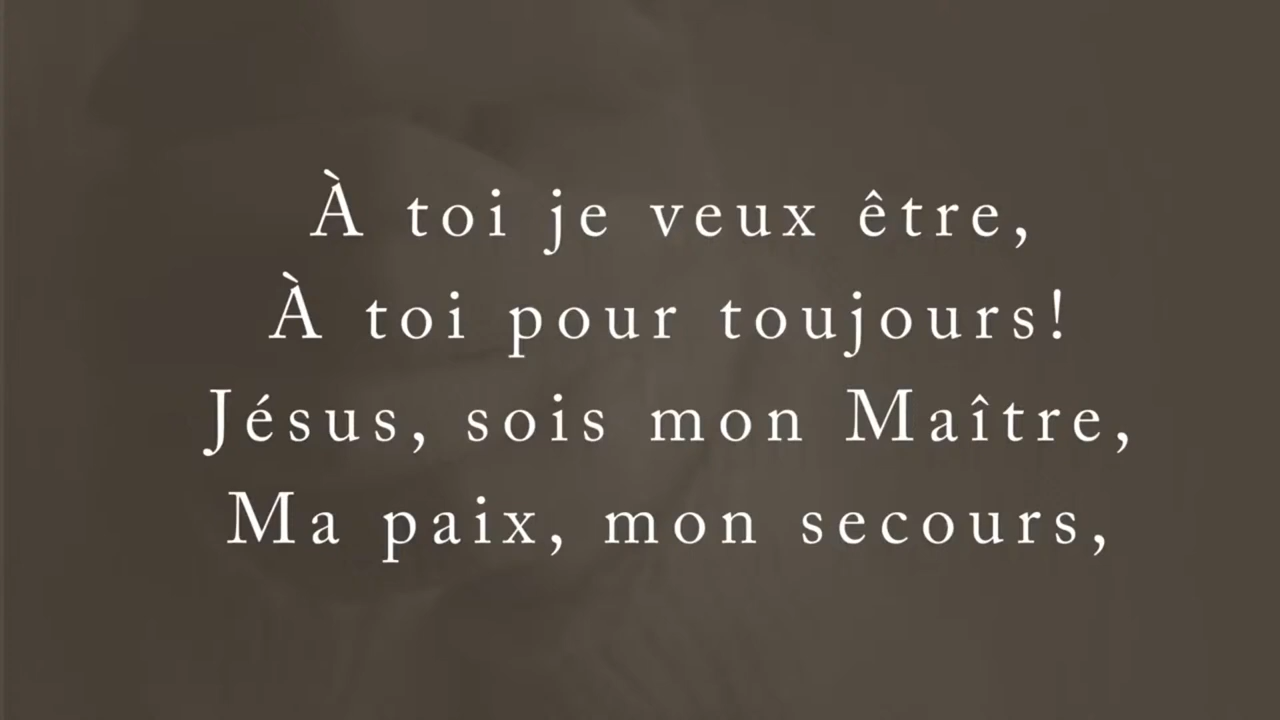 À toi je veux être,
À toi pour toujours!
Jésus, sois mon Maître,
Ma paix, mon secours,